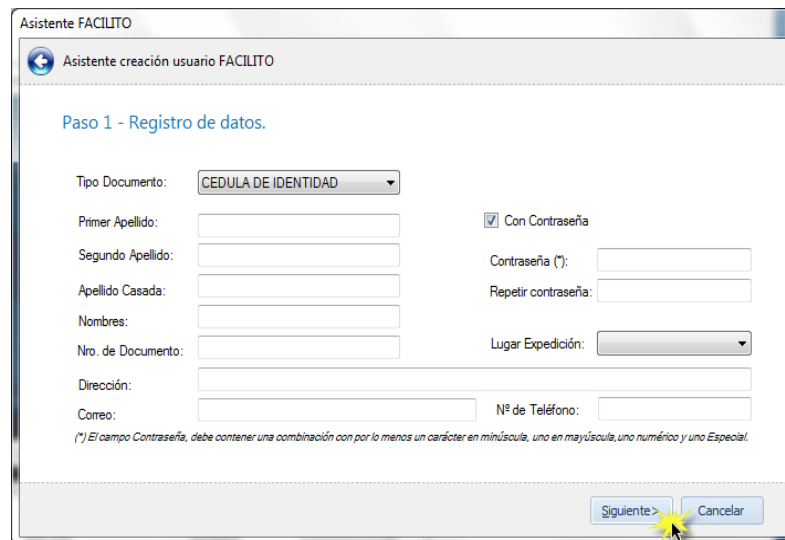 Asistente FACILITO
Asistente creación usuario FACILITO
Paso 1 - Registro de datos.
Tipo Documento: CEDULA DE IDENTIDAD
Primer Apellido: Con Contraseña
Segundo Apellido: Contraseña (*):
Apellido Casada: Repetir contraseña:
Nombres:
Nro. de Documento: Lugar Expedición:
Dirección:
Correo: Nº de Teléfono:
(*) El campo Contraseña, debe contener una combinación con por lo menos un carácter en minúscula, uno en mayúscula,uno numérico y uno Especial.
Siguiente> Cancelar